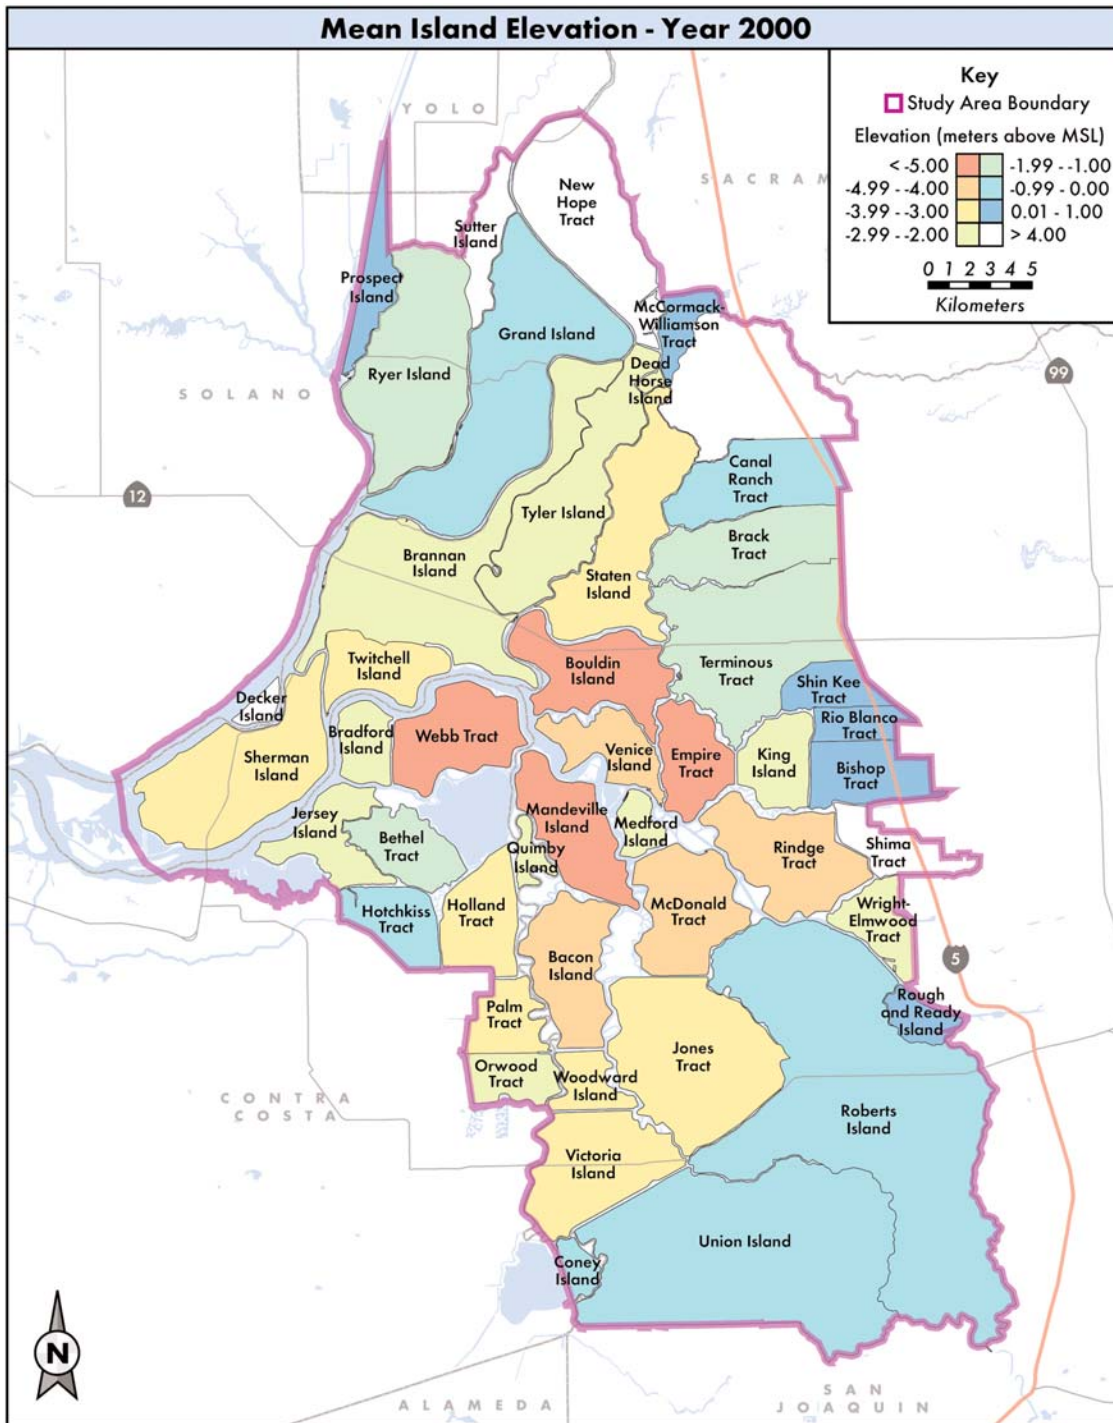 Mean Island Elevation - Year 2000
Key
Study Area Boundary
Elevation (meters above MSL)
< -5.00
-1.99 - -1.00
-4.99 - -4.00
-0.99 - 0.00
-3.99 - -3.00
0.01 - 1.00
-2.99 - -2.00
> 4.00
0 1 2 3 4 5
Kilometers
YOLO
SACRAM
New
Hope
Tract
Sutter
Island
Prospect
Island
McCormack-
Williamson
Tract
Grand Island
Ryer Island
Dead
Horse
Island
SOLANO
99
12
Canal
Ranch
Tract
Tyler Island
Brack
Tract
Brannan
Island
Staten
Island
Twitchell
Island
Bouldin
Island
Terminous
Tract
Shin Kee
Tract
Decker
Island
Rio Blanco
Tract
Bradford
Island
Webb Tract
Sherman
Island
Venice
Island
Empire
Tract
King
Island
Bishop
Tract
Jersey
Island
Mandeville
Island
Medford
Island
Bethel
Tract
Quimby
Island
Rindge
Tract
Shima
Tract
Hotchkiss
Tract
Holland
Tract
McDonald
Tract
Wright-
Elmwood
Tract
Bacon
Island
5
Palm
Tract
Rough
and Ready
Island
Jones
Tract
Orwood
Tract
Woodward
Island
CONTRA
COSTA
Roberts
Island
Victoria
Island
Union Island
Coney
Island
N
ALAMEDA
SAN
JOAQUIN